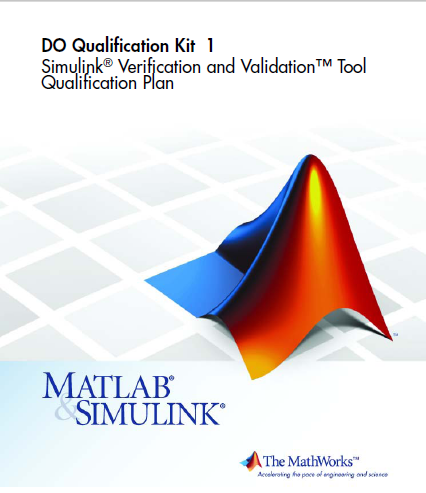 DO Qualification Kit 1
Simulink® Verification and Validation™ Tool
Qualification Plan
™
MATLAB®
&SIMULINK®
The MathWorks™
Accelerating the pace of engineering and science